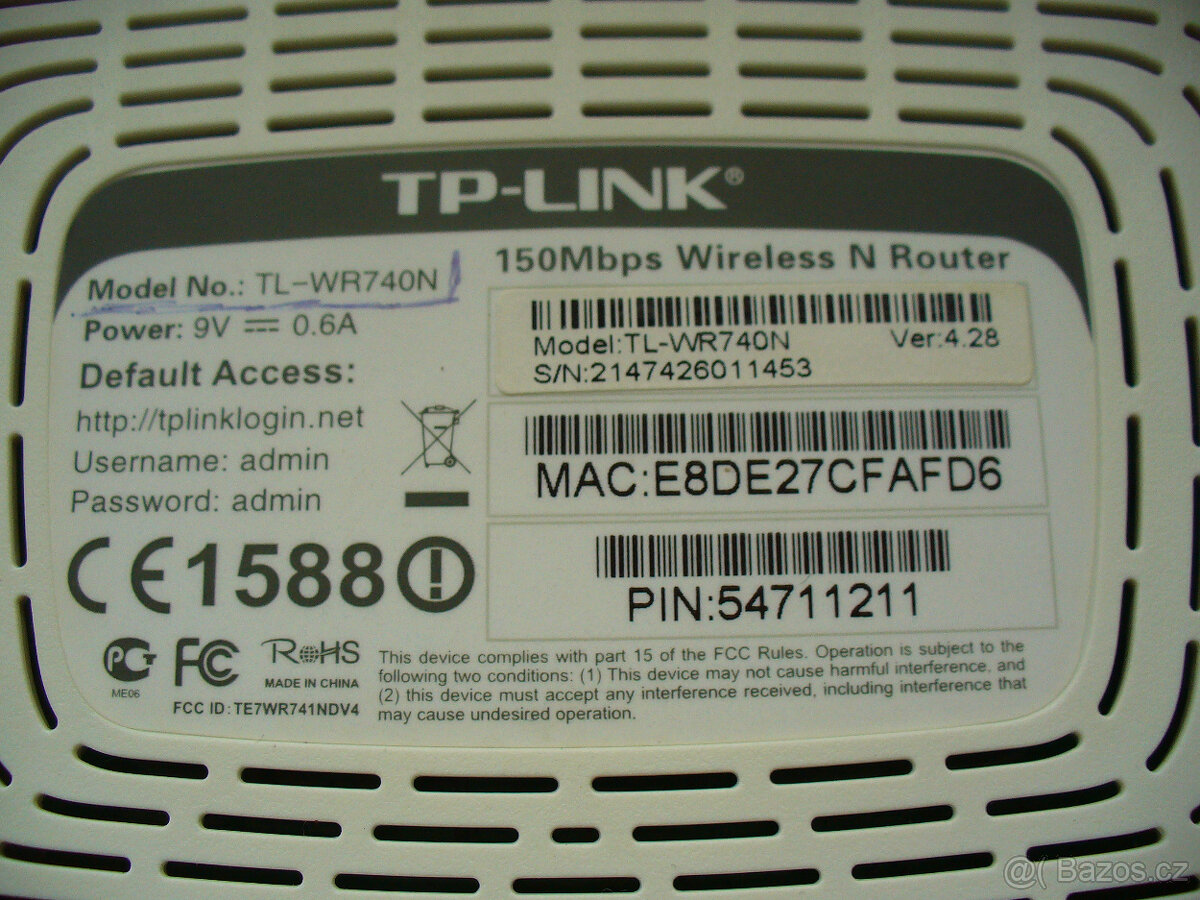 TP-LINK®
150Mbps Wireless N Router
Model No.: TL-WR740N
Power: 9V 0.6A
Default Access:
http://tplinklogin.net
Username: admin
Password: admin
Model:TL-WR740N Ver:4.28
S/N:2147426011453
MAC:E8DE27CFAFD6
PIN:54711211
CE1588
PCT
ME06
FC
RoHS
MADE IN CHINA
FCC ID: TE7WR741NDV4
This device complies with part 15 of the FCC Rules. Operation is subject to the
following two conditions: (1) This device may not cause harmful interference, and
(2) this device must accept any interference received, including interference that
may cause undesired operation.
@( Bazos.cz